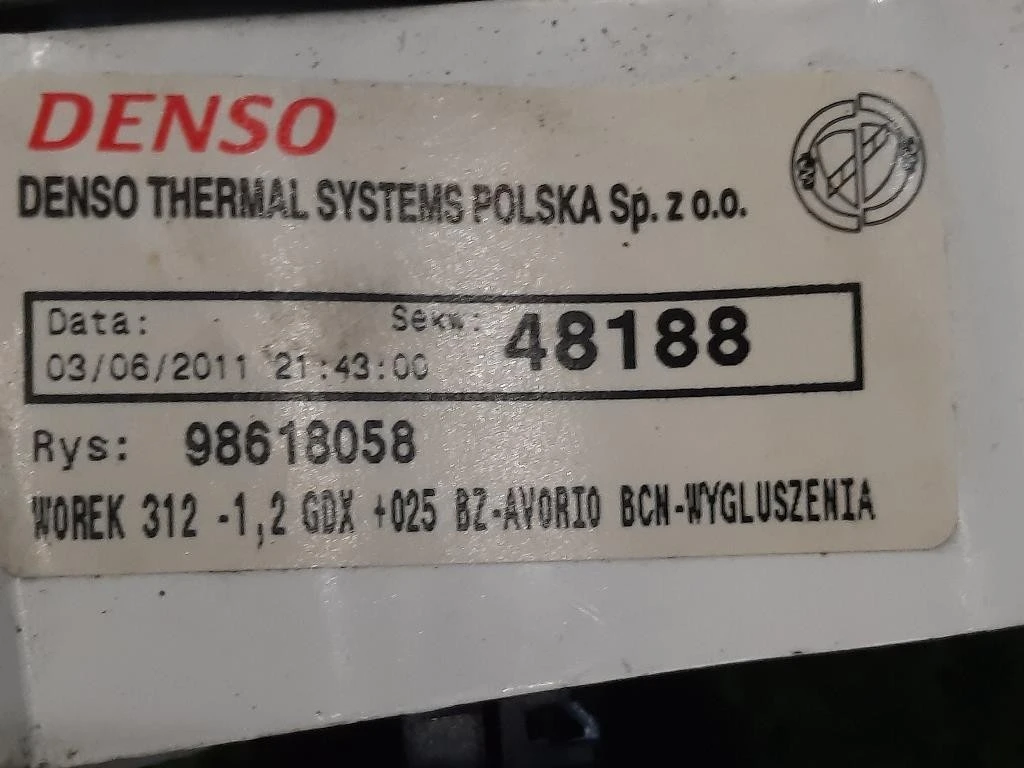 DENSO
DENSO THERMAL SYSTEMS POLSKA Sp. z o.o.
Data: Sekw.: 48188
03/06/2011 21:43:00
Rys: 98618058
WOREK 312 -1,2 GDX +025 BZ-AVORIO BCN-WYGLUSZENIA